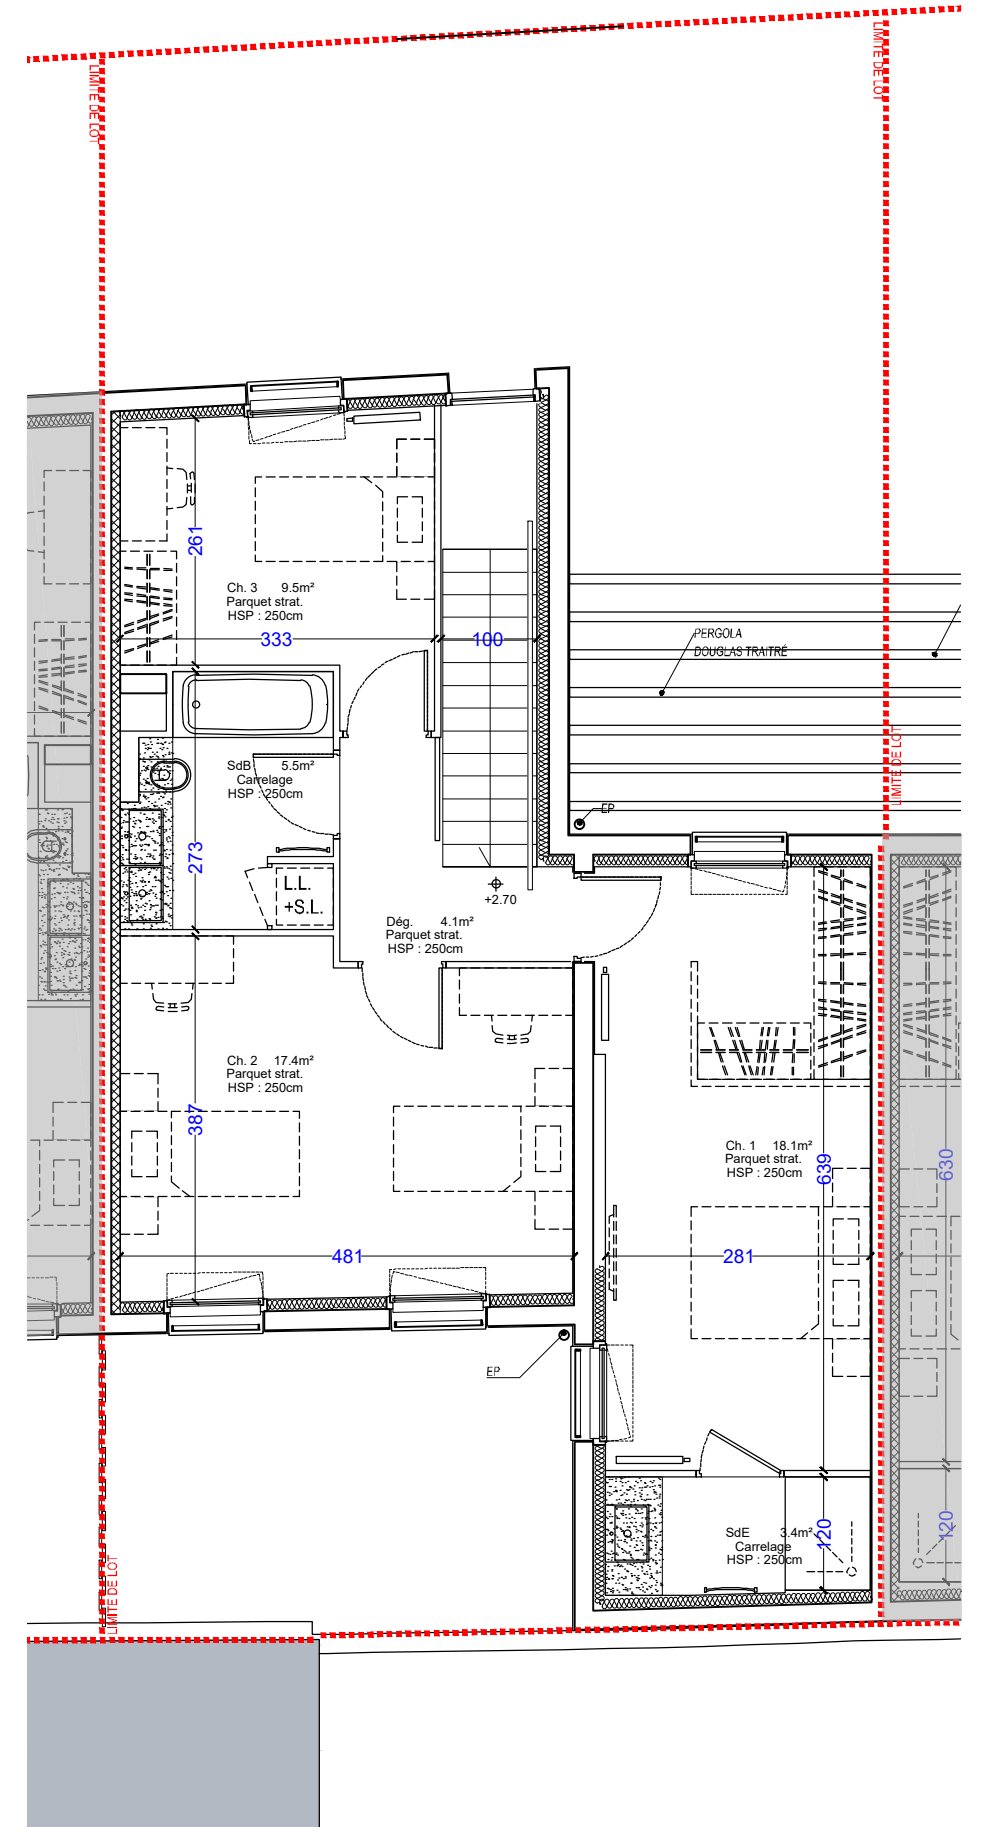 LIMITE DE LOT
LIMITE DE LOT
261
Ch. 3 9.5m²
Parquet strat.
HSP : 250cm
333
100
PERGOLA
DOUGLAS TRAITRÉ
LIMITE DE LOT
SdB 5.5m²
Carrelage
HSP : 250cm
EP
273
L.L.
+S.L.
+2.70
Dég. 4.1m²
Parquet strat.
HSP : 250cm
Ch. 2 17.4m²
Parquet strat.
HSP : 250cm
387
Ch. 1 18.1m²
Parquet strat.
HSP : 250cm
639
630
481
281
EP
SdE 3.4m²
Carrelage
HSP : 250cm
120
120
LIMITE DE LOT